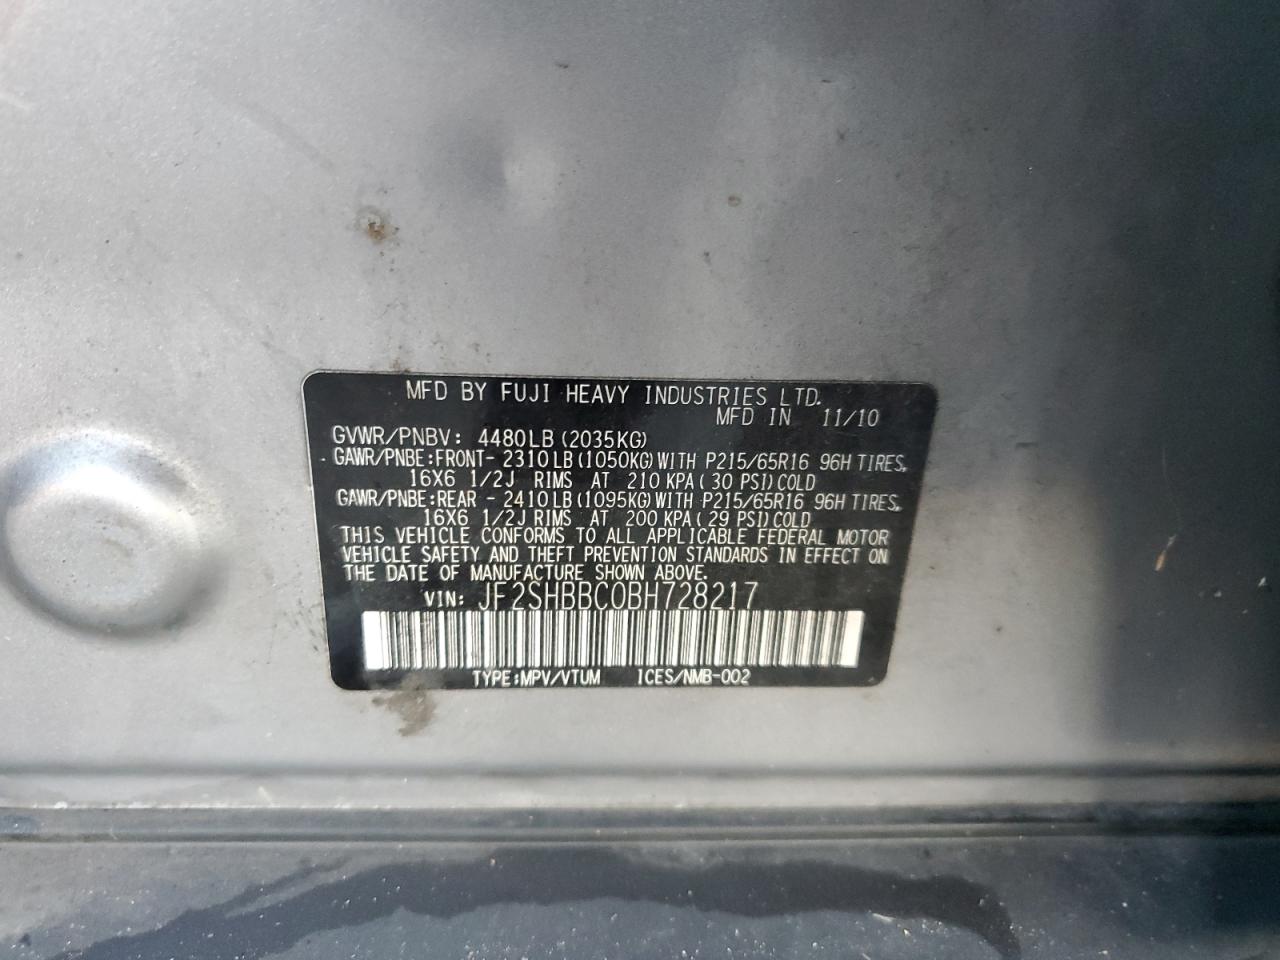 MFD BY FUJI HEAVY INDUSTRIES LTD.
MFD IN 11/10
GVWR/PNBV: 4480LB (2035KG)
GAWR/PNBE:FRONT- 2310LB (1050KG) WITH P215/65R16 96H TIRES,
16X6 1/2J RIMS AT 210 KPA ( 30 PSI) COLD
GAWR/PNBE:REAR - 2410LB (1095KG) WITH P215/65R16 96H TIRES,
16X6 1/2J RIMS AT 200 KPA ( 29 PSI) COLD
THIS VEHICLE CONFORMS TO ALL APPLICABLE FEDERAL MOTOR
VEHICLE SAFETY AND THEFT PREVENTION STANDARDS IN EFFECT ON
THE DATE OF MANUFACTURE SHOWN ABOVE.
VIN: JF2SHBBC0BH728217
TYPE:MPV/VTUM ICES/NMB-002